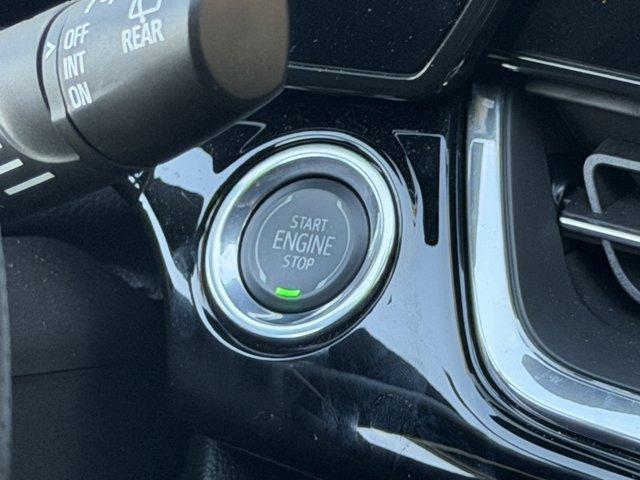 REAR
OFF
INT
ON
START
ENGINE
STOP